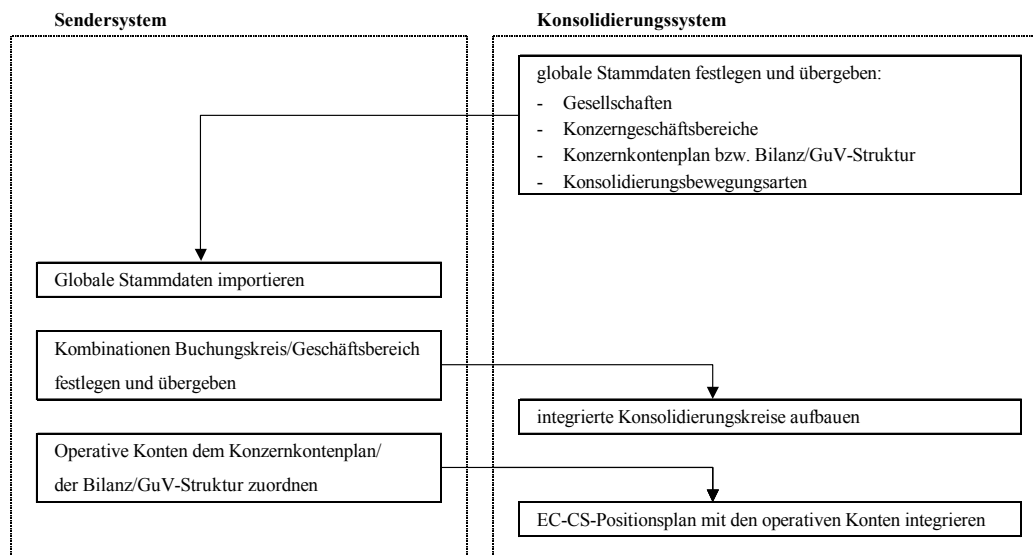 Sendersystem
Konsolidierungssystem
globale Stammdaten festlegen und übergeben:
- Gesellschaften
- Konzerngeschäftsbereiche
- Konzernkontenplan bzw. Bilanz/GuV-Struktur
- Konsolidierungsbewegungsarten
Globale Stammdaten importieren
Kombinationen Buchungskreis/Geschäftsbereich
festlegen und übergeben
integrierte Konsolidierungskreise aufbauen
Operative Konten dem Konzernkontenplan/
der Bilanz/GuV-Struktur zuordnen
EC-CS-Positionsplan mit den operativen Konten integrieren